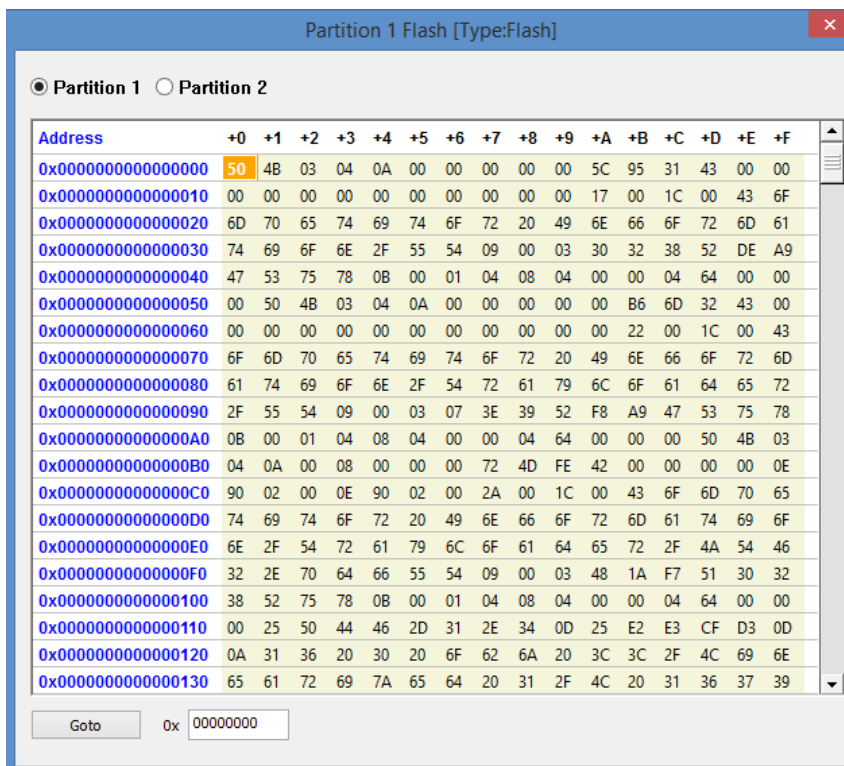 Partition 1 Flash [Type:Flash]
Partition 1 Partition 2
Address +0 +1 +2 +3 +4 +5 +6 +7 +8 +9 +A +B +C +D +E +F
0x0000000000000000 50 4B 03 04 0A 00 00 00 00 00 5C 95 31 43 00 00
0x0000000000000010 00 00 00 00 00 00 00 00 00 00 17 00 1C 00 43 6F
0x0000000000000020 6D 70 65 74 69 74 6F 72 20 49 6E 66 6F 72 6D 61
0x0000000000000030 74 69 6F 6E 2F 55 54 09 00 03 30 32 38 52 DE A9
0x0000000000000040 47 53 75 78 0B 00 01 04 08 04 00 00 04 64 00 00
0x0000000000000050 00 50 4B 03 04 0A 00 00 00 00 00 B6 6D 32 43 00
0x0000000000000060 00 00 00 00 00 00 00 00 00 00 00 22 00 1C 00 43
0x0000000000000070 6F 6D 70 65 74 69 74 6F 72 20 49 6E 66 6F 72 6D
0x0000000000000080 61 74 69 6F 6E 2F 54 72 61 79 6C 6F 61 64 65 72
0x0000000000000090 2F 55 54 09 00 03 07 3E 39 52 F8 A9 47 53 75 78
0x00000000000000A0 0B 00 01 04 08 04 00 00 04 64 00 00 00 50 4B 03
0x00000000000000B0 04 0A 00 08 00 00 00 72 4D FE 42 00 00 00 00 0E
0x00000000000000C0 90 02 00 0E 90 02 00 2A 00 1C 00 43 6F 6D 70 65
0x00000000000000D0 74 69 74 6F 72 20 49 6E 66 6F 72 6D 61 74 69 6F
0x00000000000000E0 6E 2F 54 72 61 79 6C 6F 61 64 65 72 2F 4A 54 46
0x00000000000000F0 32 2E 70 64 66 55 54 09 00 03 48 1A F7 51 30 32
0x0000000000000100 38 52 75 78 0B 00 01 04 08 04 00 00 04 64 00 00
0x0000000000000110 00 25 50 44 46 2D 31 2E 34 0D 25 E2 E3 CF D3 0D
0x0000000000000120 0A 31 36 20 30 20 6F 62 6A 20 3C 3C 2F 4C 69 6E
0x0000000000000130 65 61 72 69 7A 65 64 20 31 2F 4C 20 31 36 37 39
Goto 0x 00000000